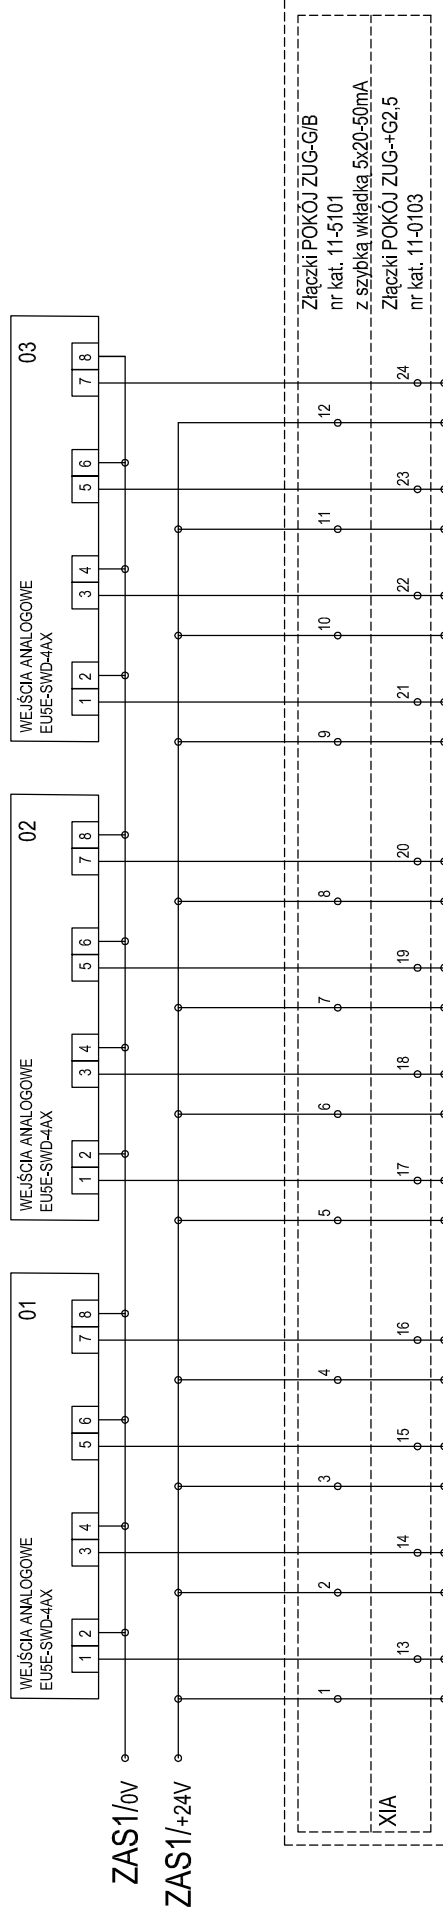 WEJŚCIA ANALOGOWE
EU5E-SWD-4AX
01
1 2 3 4 5 6 7 8
WEJŚCIA ANALOGOWE
EU5E-SWD-4AX
02
1 2 3 4 5 6 7 8
WEJŚCIA ANALOGOWE
EU5E-SWD-4AX
03
1 2 3 4 5 6 7 8
ZAS1/0V
ZAS1/+24V
1 2 3 4 5 6 7 8 9 10 11 12
Złączki POKÓJ ZUG-G/B
nr kat. 11-5101
z szybką wkładką 5x20-50mA
XIA
13 14 15 16 17 18 19 20 21 22 23 24
Złączki POKÓJ ZUG-+G2,5
nr kat. 11-0103